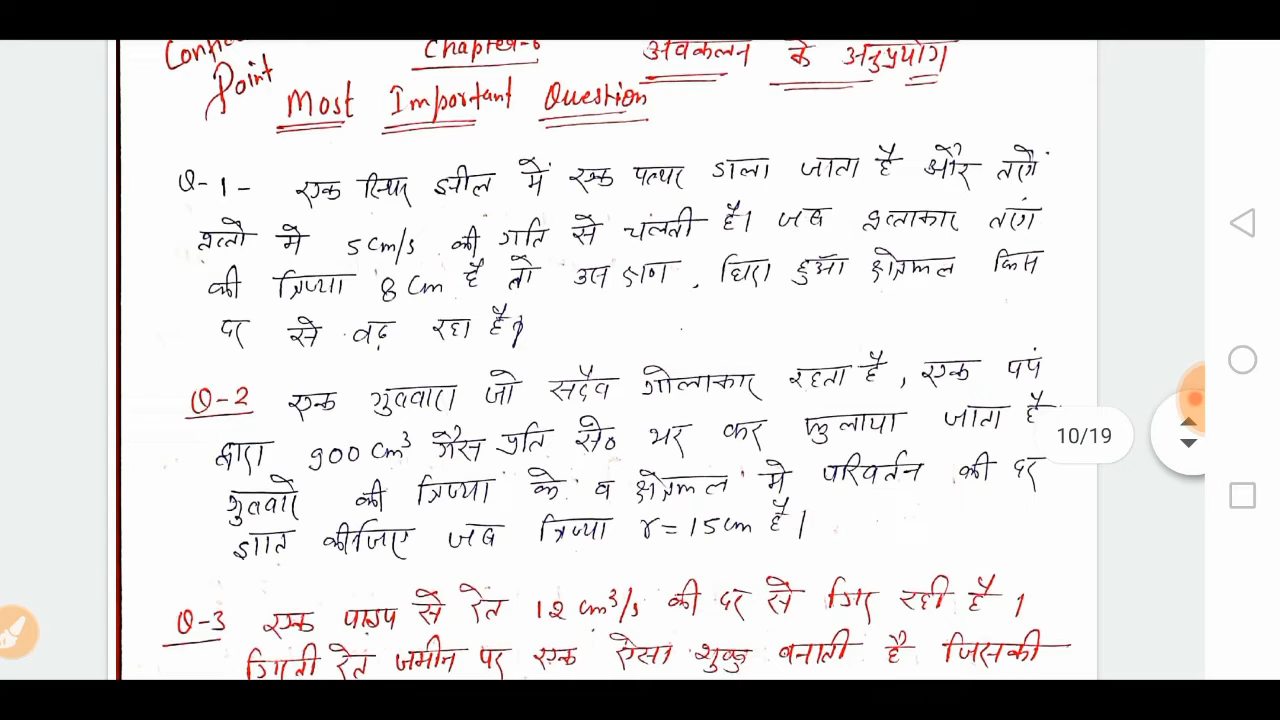 Point
Chapter-6 अवकलन के अनुप्रयोग
Most Important Question
Q-1- एक स्थिर झील में एक पत्थर डाला जाता है और तरंगें
वृत्तो मे 5cm/s की गति से चलती है। जब वृत्ताकार तरंग
की त्रिज्या 8cm है तो उस क्षण, घिरा हुआ क्षेत्रफल किस
दर से बढ़ रहा है।
Q-2 एक गुब्बारा जो सदैव गोलाकार रहता है, एक पपं
द्वारा 900 cm³ गैस प्रति से० भर कर फुलाया जाता है
गुब्बारे की त्रिज्या के व क्षेत्रफल मे परिवर्तन की दर
ज्ञात कीजिए जब त्रिज्या r=15cm है।
10/19
Q-3 एक पाइप से रेत 12 cm³/s की दर से गिर रही है।
गिरती रेत जमीन पर एक ऐसा शंकु बनाती है जिसकी